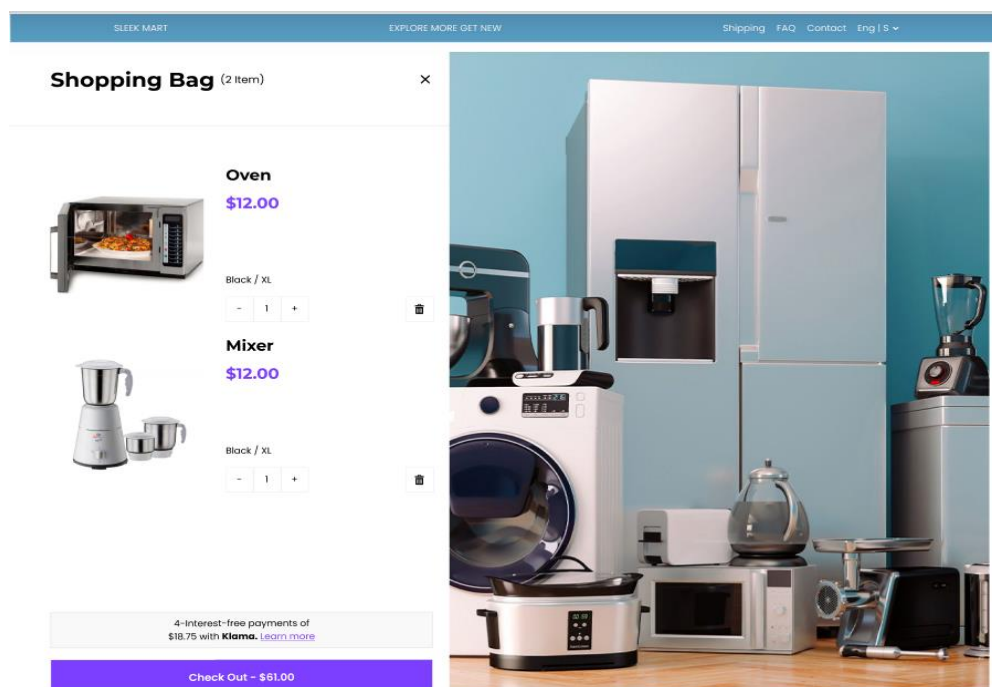 SLEEK MART
EXPLORE MORE GET NEW
Shipping FAQ Contact Eng | S
Shopping Bag (2 Item)
Oven
$12.00
Black / XL
- 1 +
Mixer
$12.00
Black / XL
- 1 +
4-Interest-free payments of
$18.75 with Klarna. Learn more
Check Out - $61.00